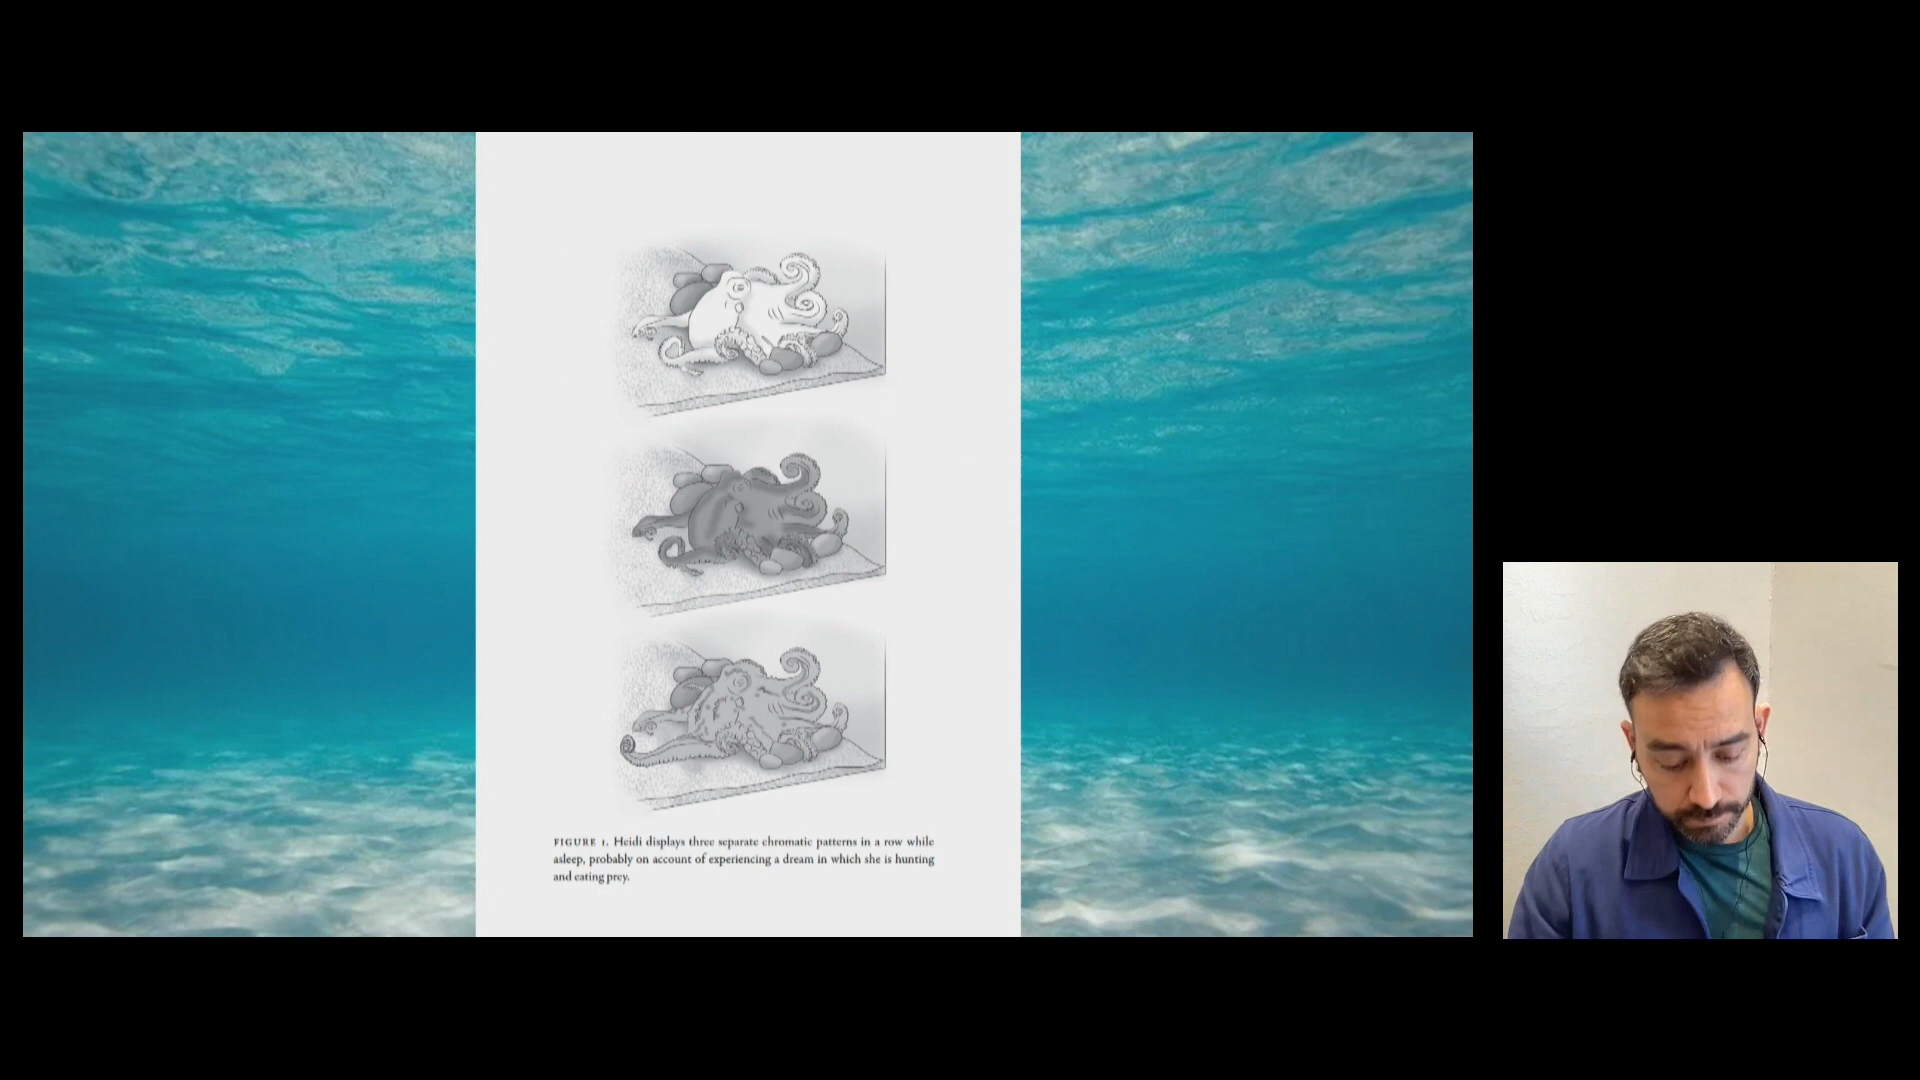 FIGURE 1. Heidi displays three separate chromatic patterns in a row while
asleep, probably on account of experiencing a dream in which she is hunting
and eating prey.